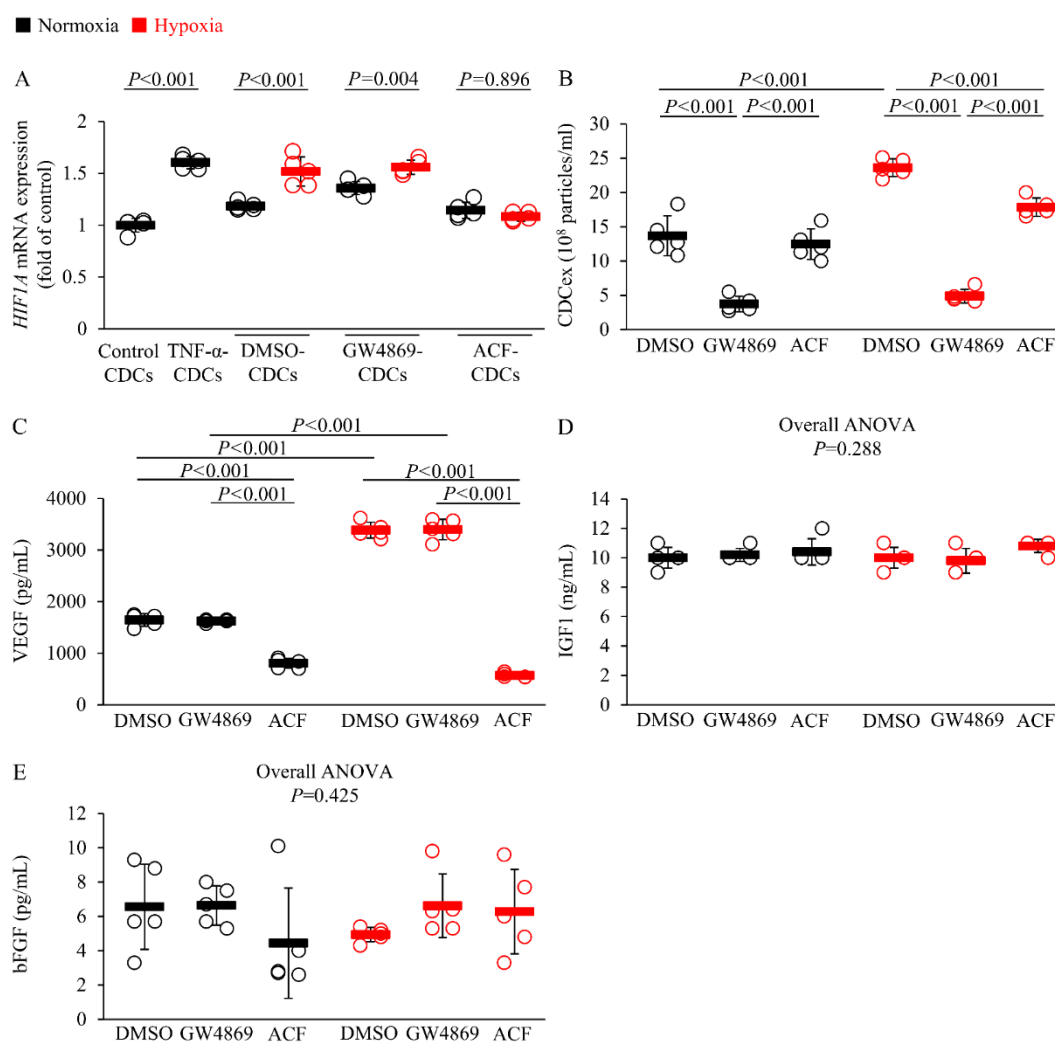 Normoxia Hypoxia
A P<0.001 P<0.001 P=0.004 P=0.896
HIF1A mRNA expression
(fold of control)
2
1.5
1
0.5
0
Control TNF-α- DMSO- GW4869- ACF-
CDCs CDCs CDCs CDCs CDCs
B P<0.001 P<0.001
P<0.001 P<0.001 P<0.001 P<0.001
CDCex (10⁸ particles/ml)
30
25
20
15
10
5
0
DMSO GW4869 ACF DMSO GW4869 ACF
C
P<0.001
P<0.001
P<0.001 P<0.001
P<0.001 P<0.001
VEGF (pg/mL)
4000
3000
2000
1000
0
DMSO GW4869 ACF DMSO GW4869 ACF
D Overall ANOVA
P=0.288
IGF1 (ng/mL)
14
12
10
8
6
4
2
0
DMSO GW4869 ACF DMSO GW4869 ACF
E Overall ANOVA
P=0.425
bFGF (pg/mL)
12
10
8
6
4
2
0
DMSO GW4869 ACF DMSO GW4869 ACF